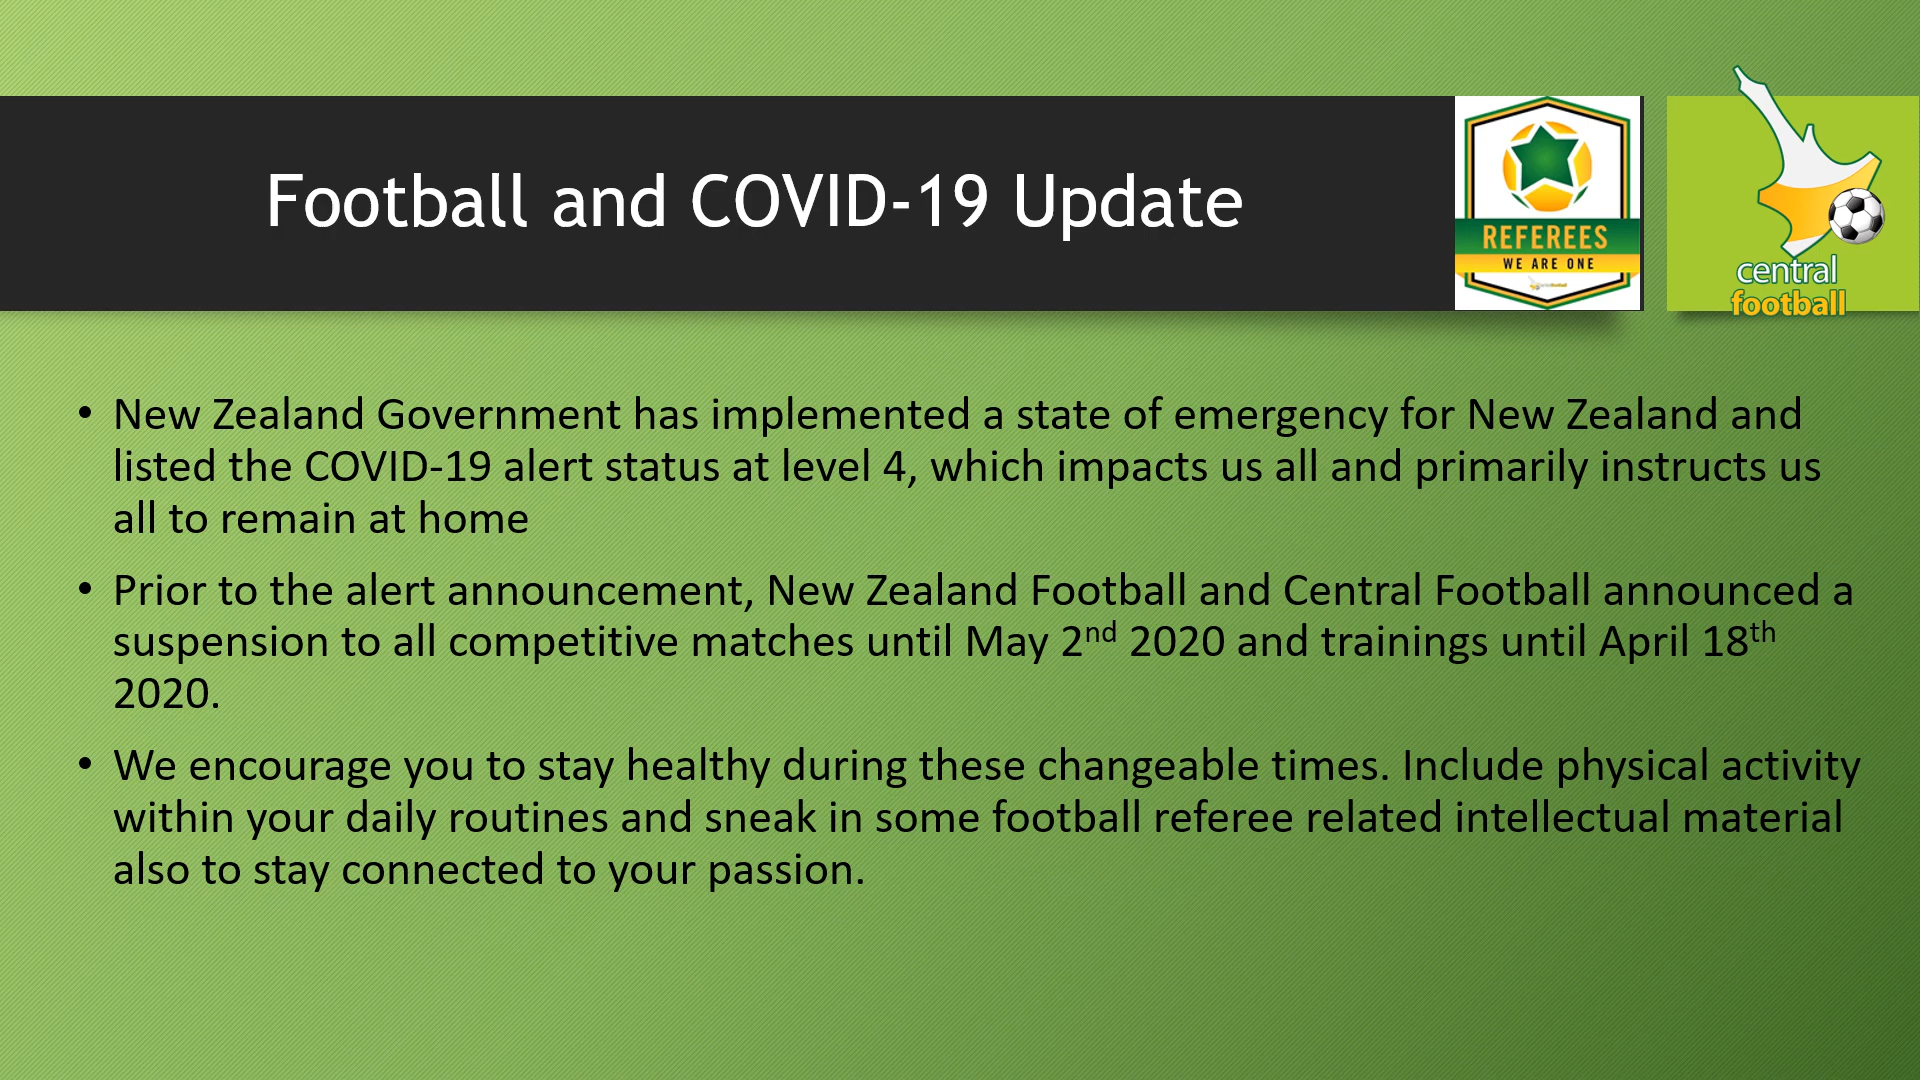 Football and COVID-19 Update
REFEREES
WE ARE ONE
central
football
• New Zealand Government has implemented a state of emergency for New Zealand and
listed the COVID-19 alert status at level 4, which impacts us all and primarily instructs us
all to remain at home
• Prior to the alert announcement, New Zealand Football and Central Football announced a
suspension to all competitive matches until May 2nd 2020 and trainings until April 18th
2020.
• We encourage you to stay healthy during these changeable times. Include physical activity
within your daily routines and sneak in some football referee related intellectual material
also to stay connected to your passion.